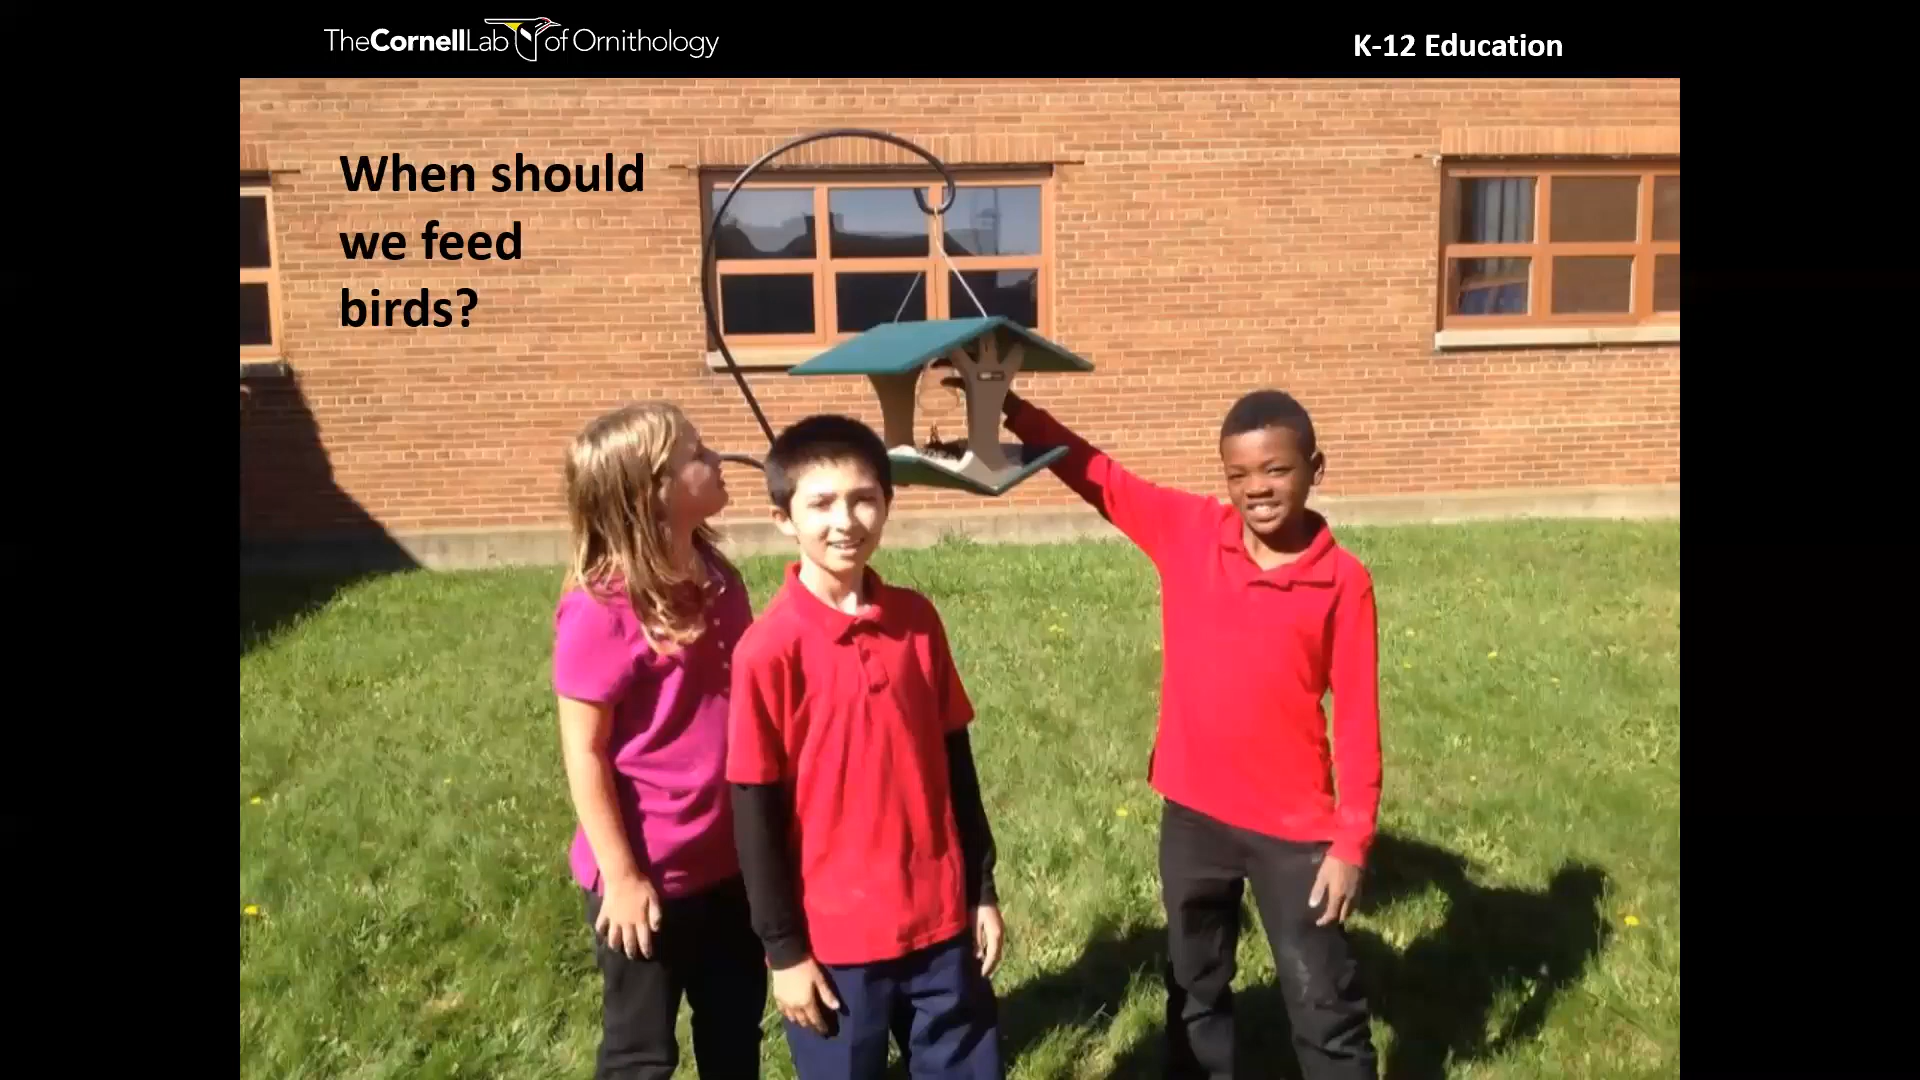 TheCornellLab of Ornithology
K-12 Education
When should
we feed
birds?